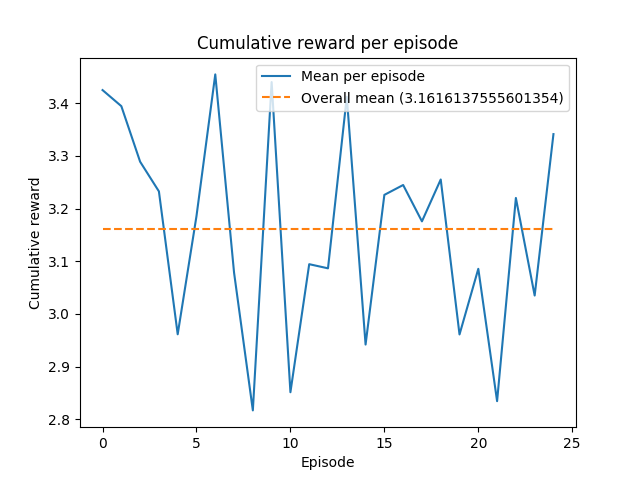 Cumulative reward per episode
Mean per episode
Overall mean (3.1616137555601354)
Cumulative reward
3.4
3.3
3.2
3.1
3.0
2.9
2.8
0 5 10 15 20 25
Episode